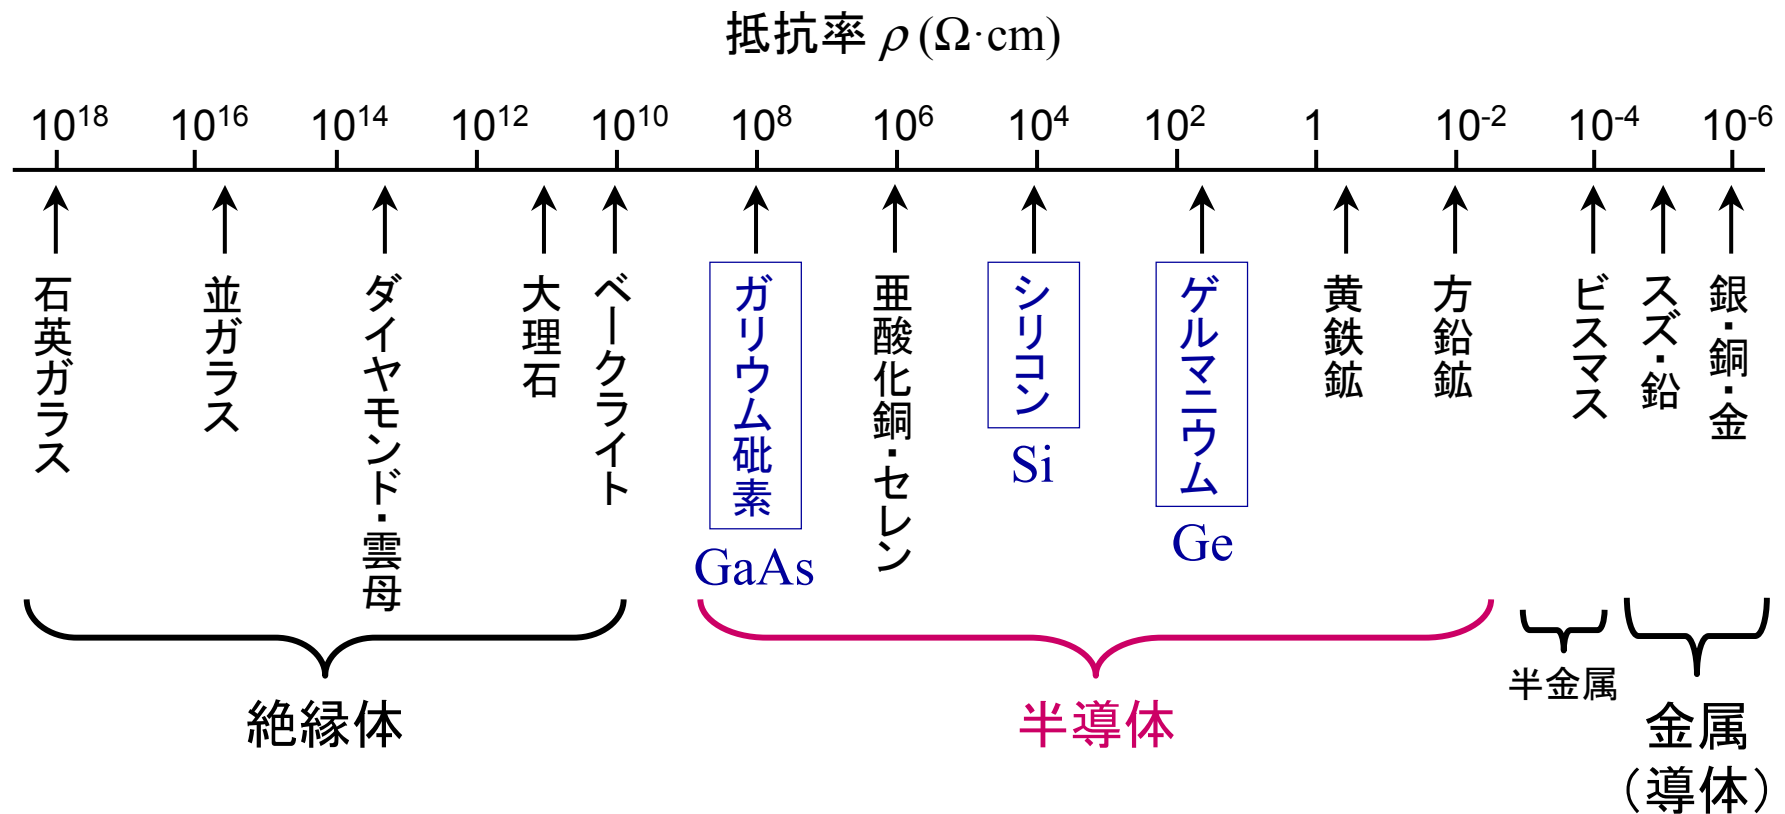 抵抗率 ρ (Ω·cm)
10¹⁸ 10¹⁶ 10¹⁴ 10¹² 10¹⁰ 10⁸ 10⁶ 10⁴ 10² 1 10⁻² 10⁻⁴ 10⁻⁶
石英ガラス
並ガラス
ダイヤモンド・雲母
大理石
ベークライト
ガリウム砒素
GaAs
亜酸化銅・セレン
シリコン
Si
ゲルマニウム
Ge
黄鉄鉱
方鉛鉱
ビスマス
スズ・鉛
銀・銅・金
絶縁体
半導体
半金属
金属
（導体）